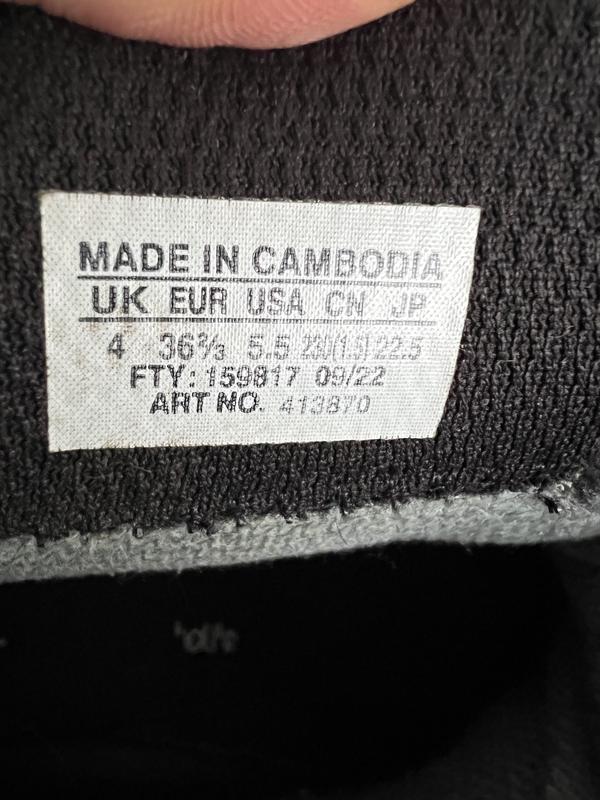 MADE IN CAMBODIA
UK EUR USA CN JP
4 36⅔ 5.5 230(1.5) 22.5
FTY: 159817 09/22
ART NO. 413870